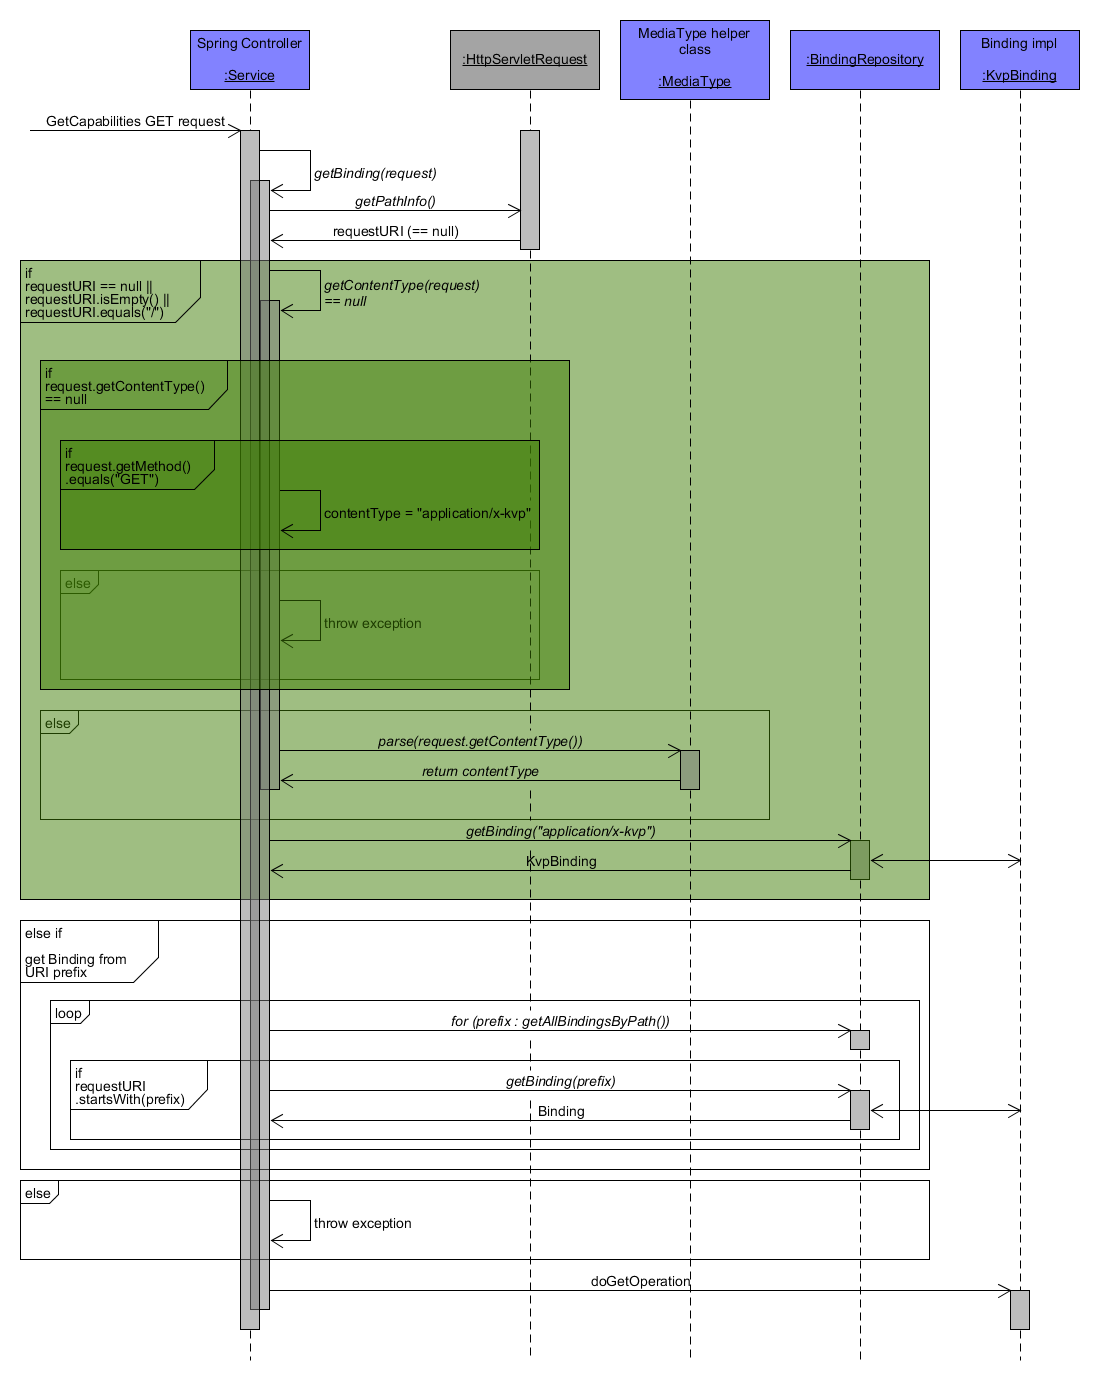 Spring Controller
:Service
:HttpServletRequest
MediaType helper
class
:MediaType
:BindingRepository
Binding impl
:KvpBinding
GetCapabilities GET request
getBinding(request)
getPathInfo()
requestURI (== null)
if
requestURI == null ||
requestURI.isEmpty() ||
requestURI.equals("/")
getContentType(request)
== null
if
request.getContentType()
== null
if
request.getMethod()
.equals("GET")
contentType = "application/x-kvp"
else
throw exception
else
parse(request.getContentType())
return contentType
getBinding("application/x-kvp")
KvpBinding
else if
get Binding from
URI prefix
loop
for (prefix : getAllBindingsByPath())
if
requestURI
.startsWith(prefix)
getBinding(prefix)
Binding
else
throw exception
doGetOperation